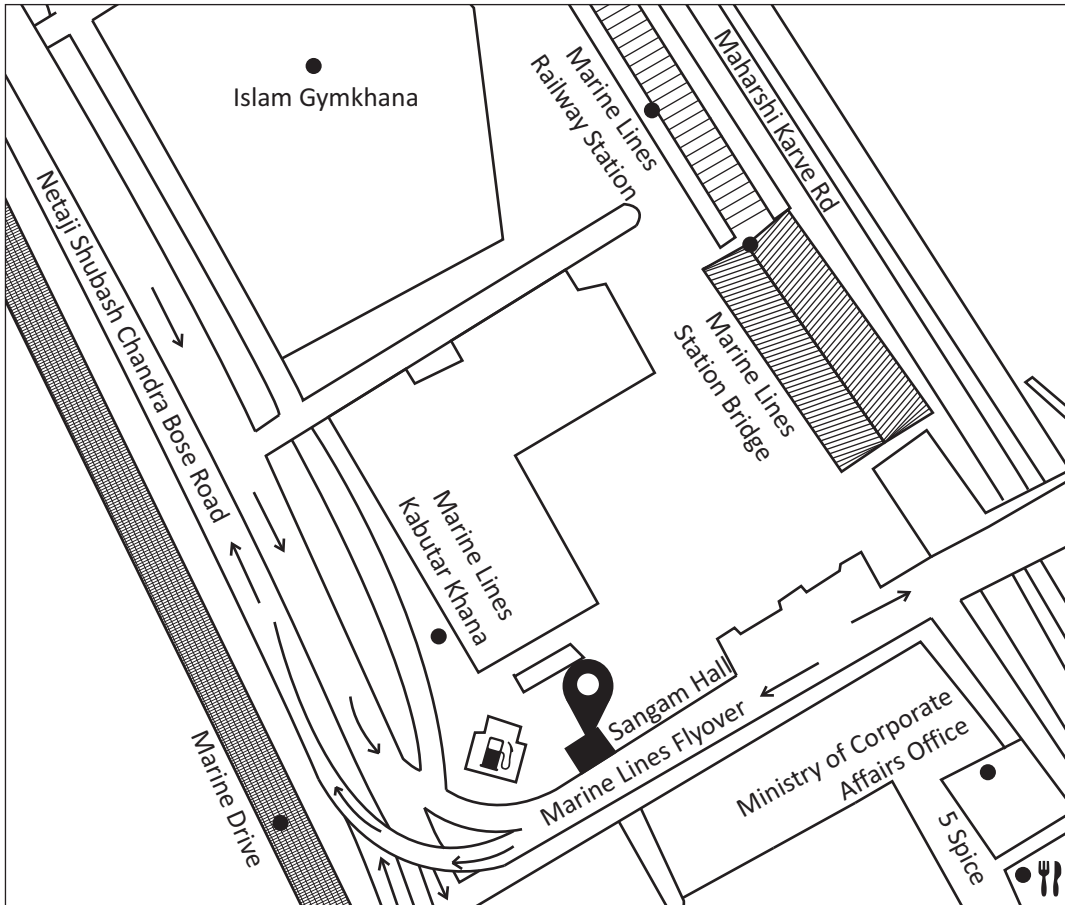 Islam Gymkhana
Marine Lines
Railway Station
Maharshi Karve Rd
Netaji Shubash Chandra Bose Road
Marine Lines
Station Bridge
Marine Lines
Kabutar Khana
Sangam Hall
Marine Lines Flyover
Ministry of Corporate
Affairs Office
Marine Drive
5 Spice